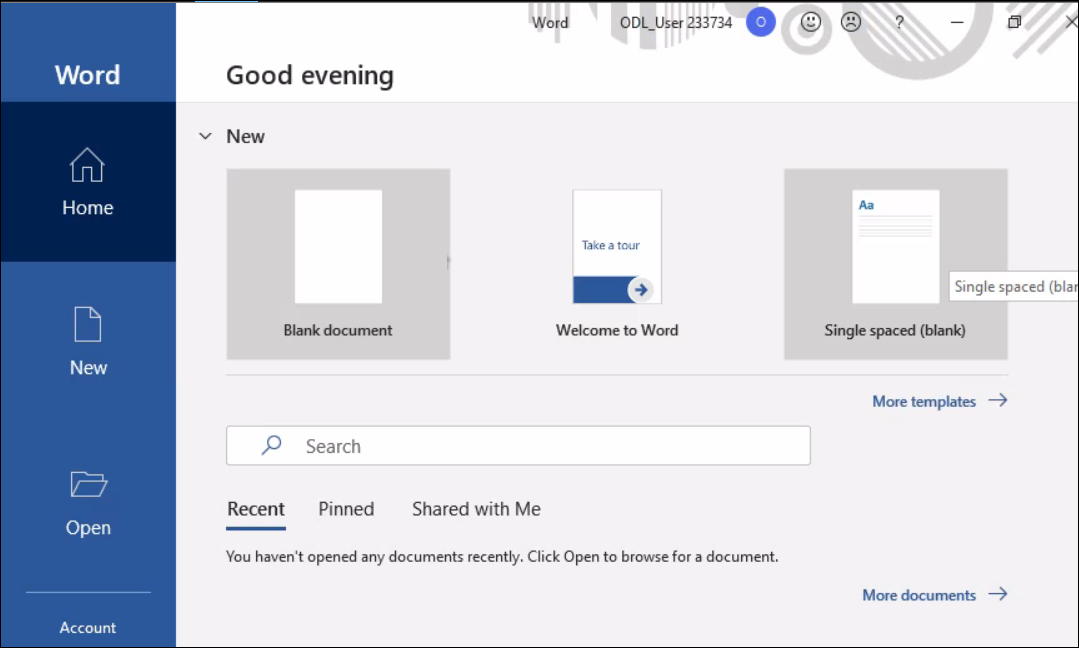 Word ODL_User 233734 O ?
Word
Good evening
Home
New
Open
Account
New
Take a tour
Aa
Blank document
Welcome to Word
Single spaced (blank)
Single spaced (blan
More templates
Search
Recent Pinned Shared with Me
You haven't opened any documents recently. Click Open to browse for a document.
More documents